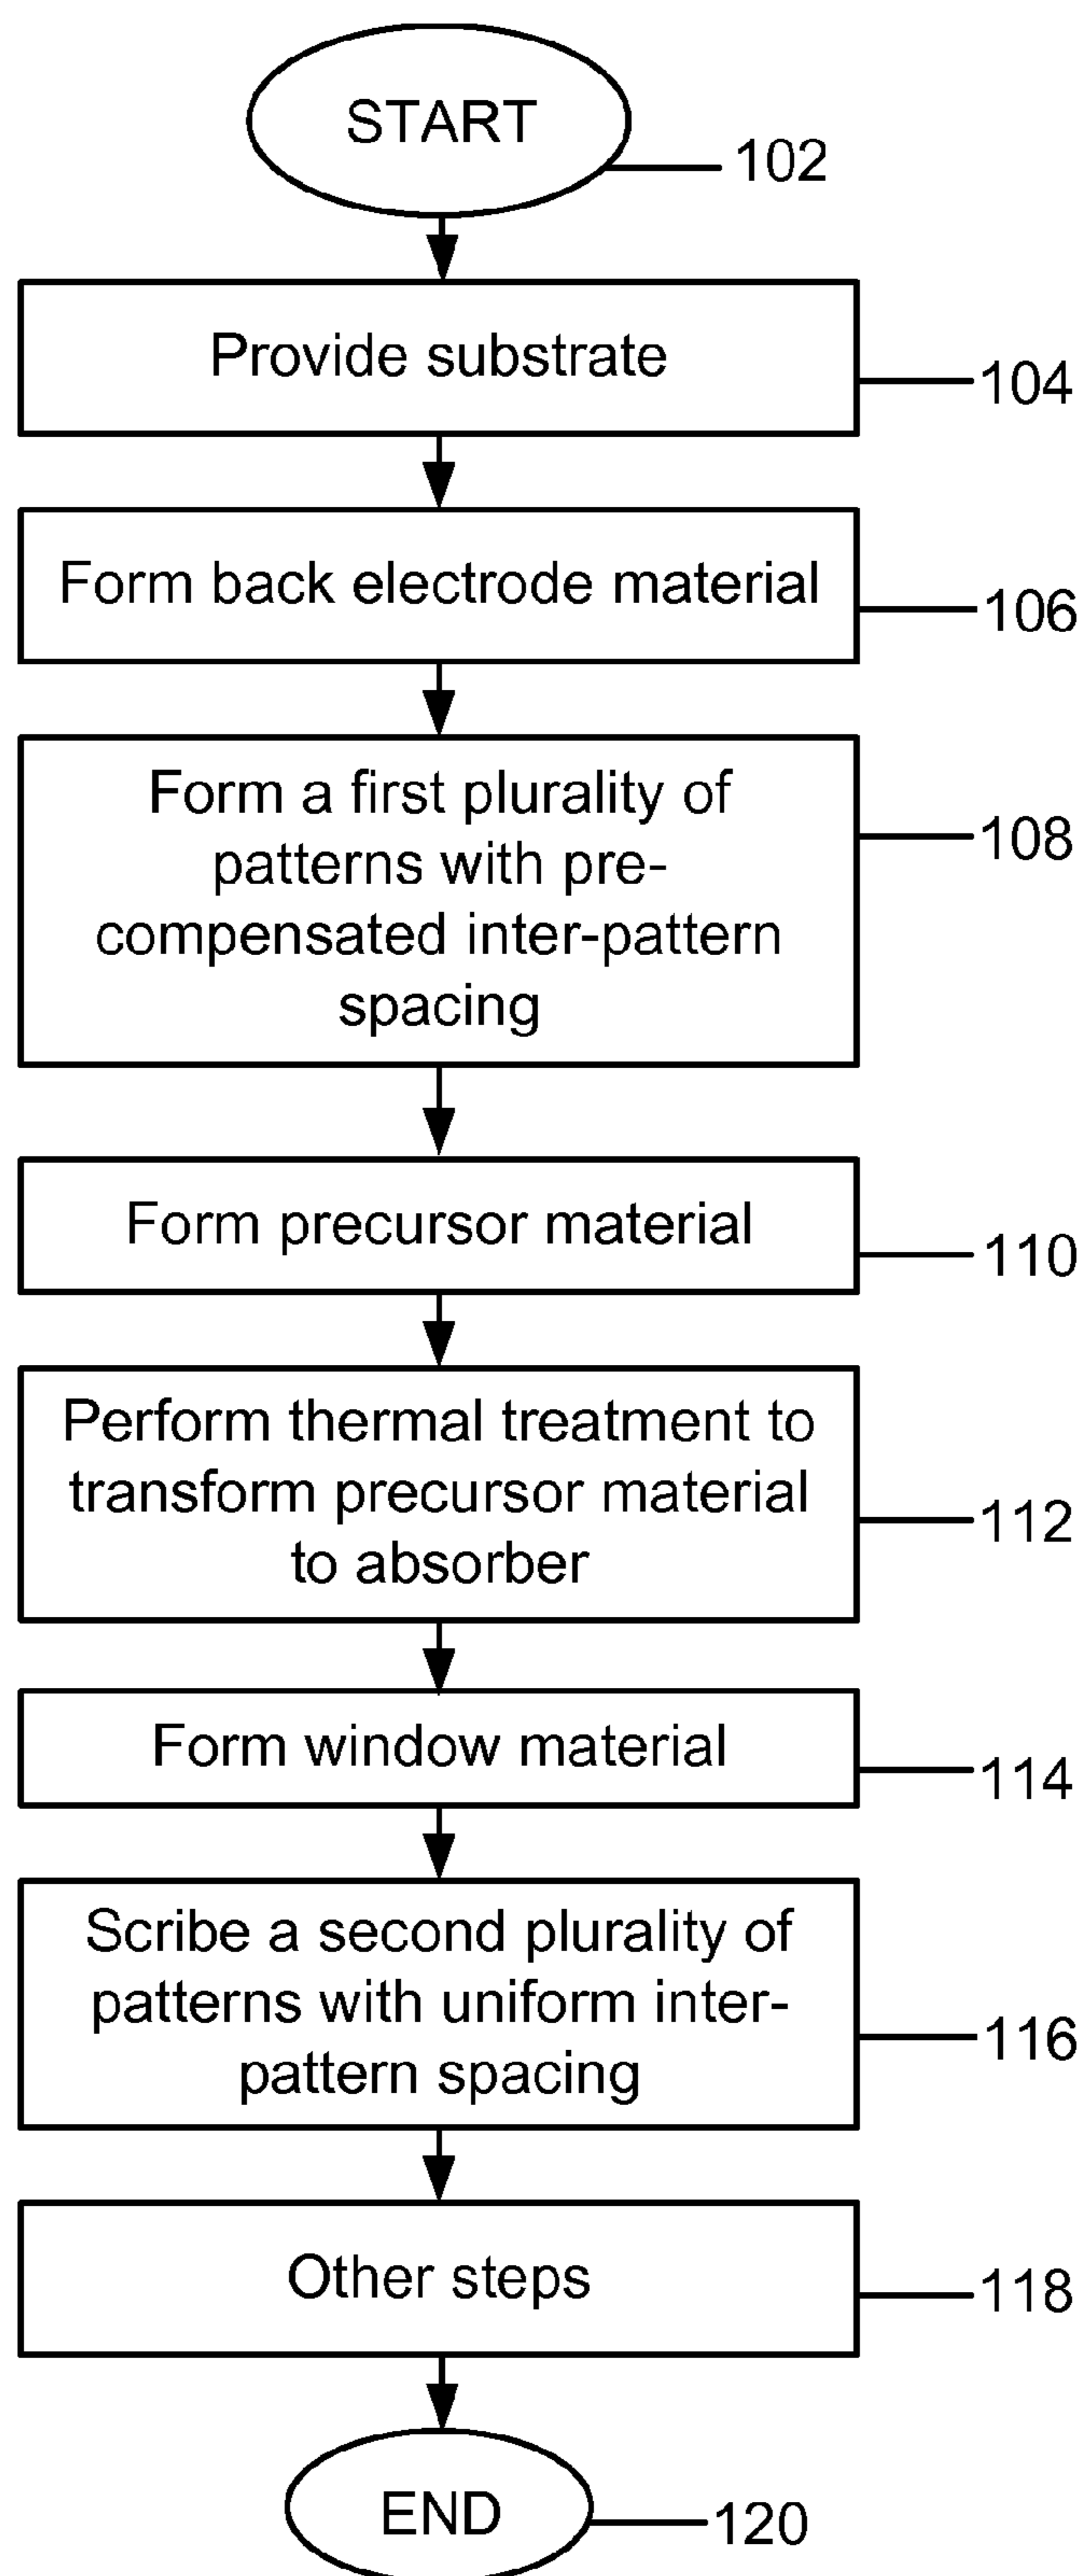 START
102
Provide substrate
104
Form back electrode material
106
Form a first plurality of
patterns with pre-
compensated inter-pattern
spacing
108
Form precursor material
110
Perform thermal treatment to
transform precursor material
to absorber
112
Form window material
114
Scribe a second plurality of
patterns with uniform inter-
pattern spacing
116
Other steps
118
END
120